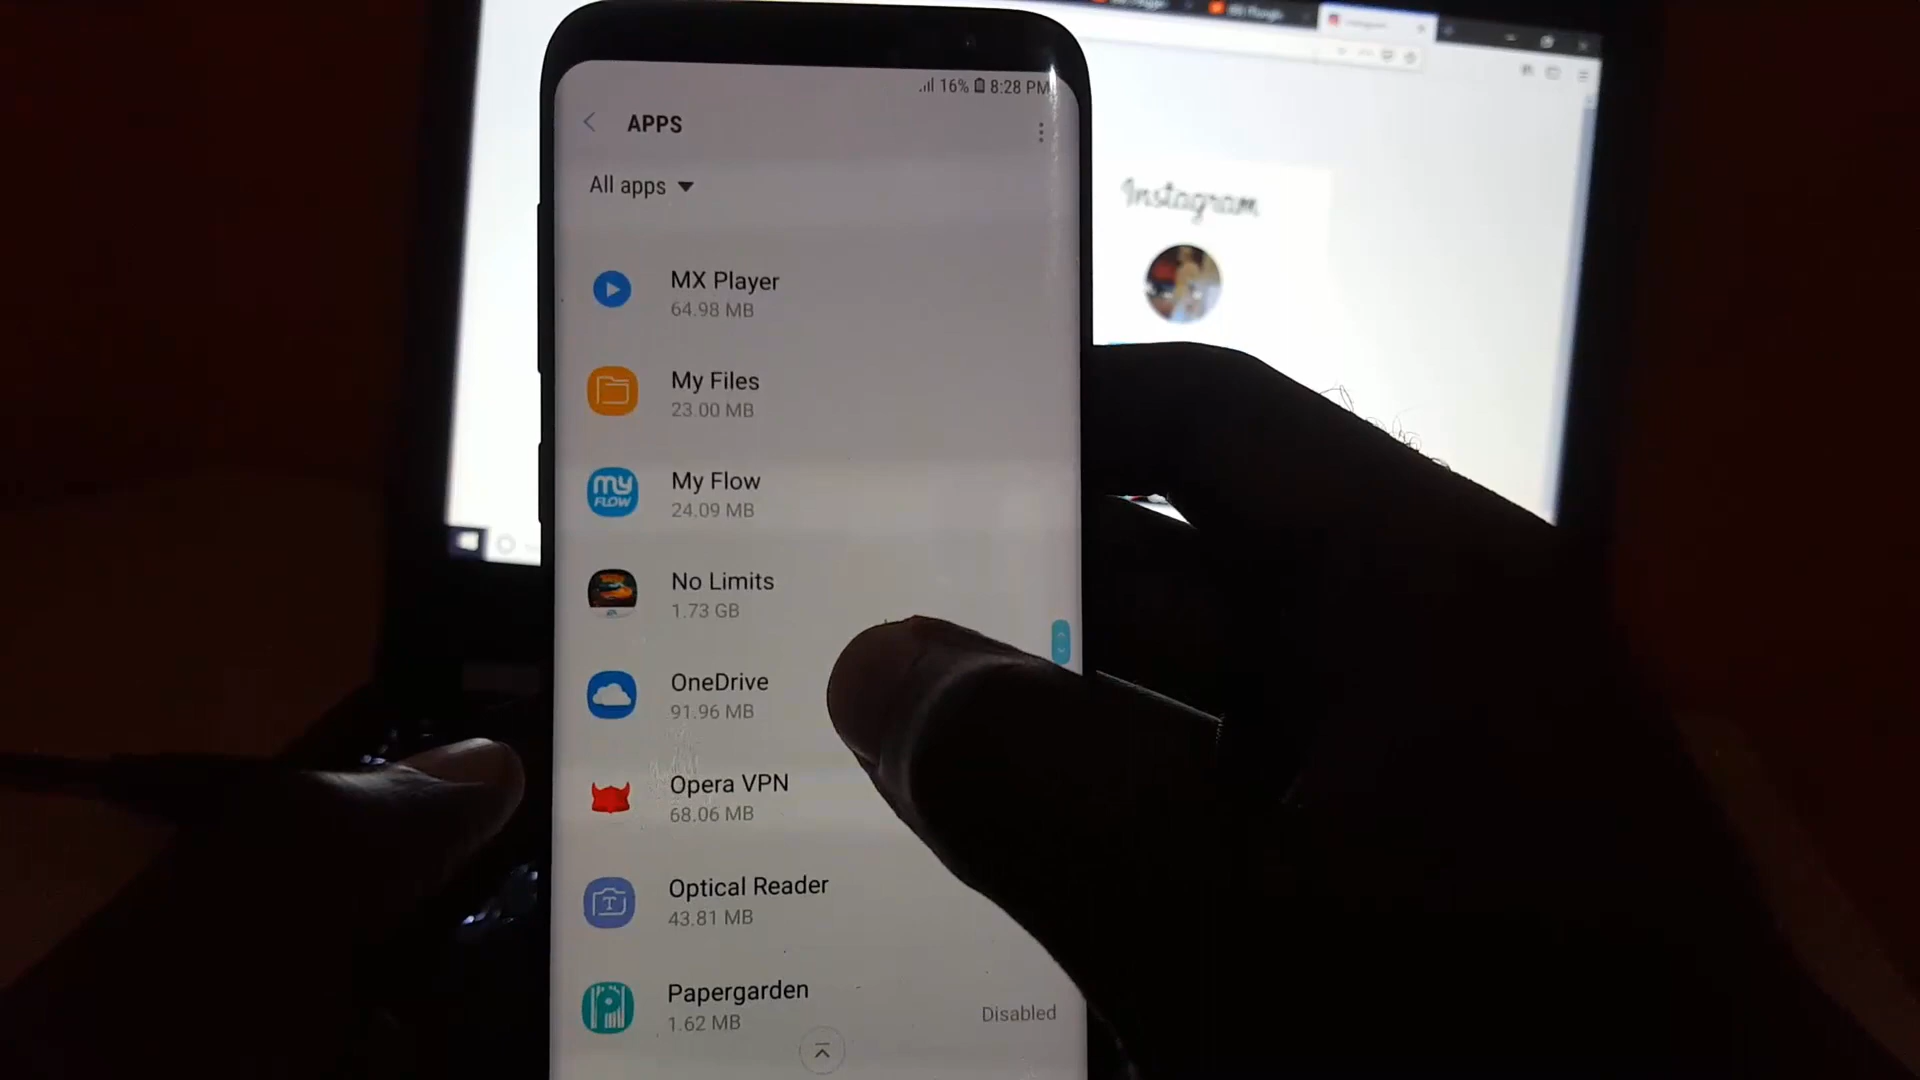 16% 8:28 PM
APPS
All apps
MX Player
64.98 MB
My Files
23.00 MB
my
FLOW
My Flow
24.09 MB
No Limits
1.73 GB
OneDrive
91.96 MB
Opera VPN
68.06 MB
T
Optical Reader
43.81 MB
P
Papergarden
1.62 MB
Disabled
Instagram